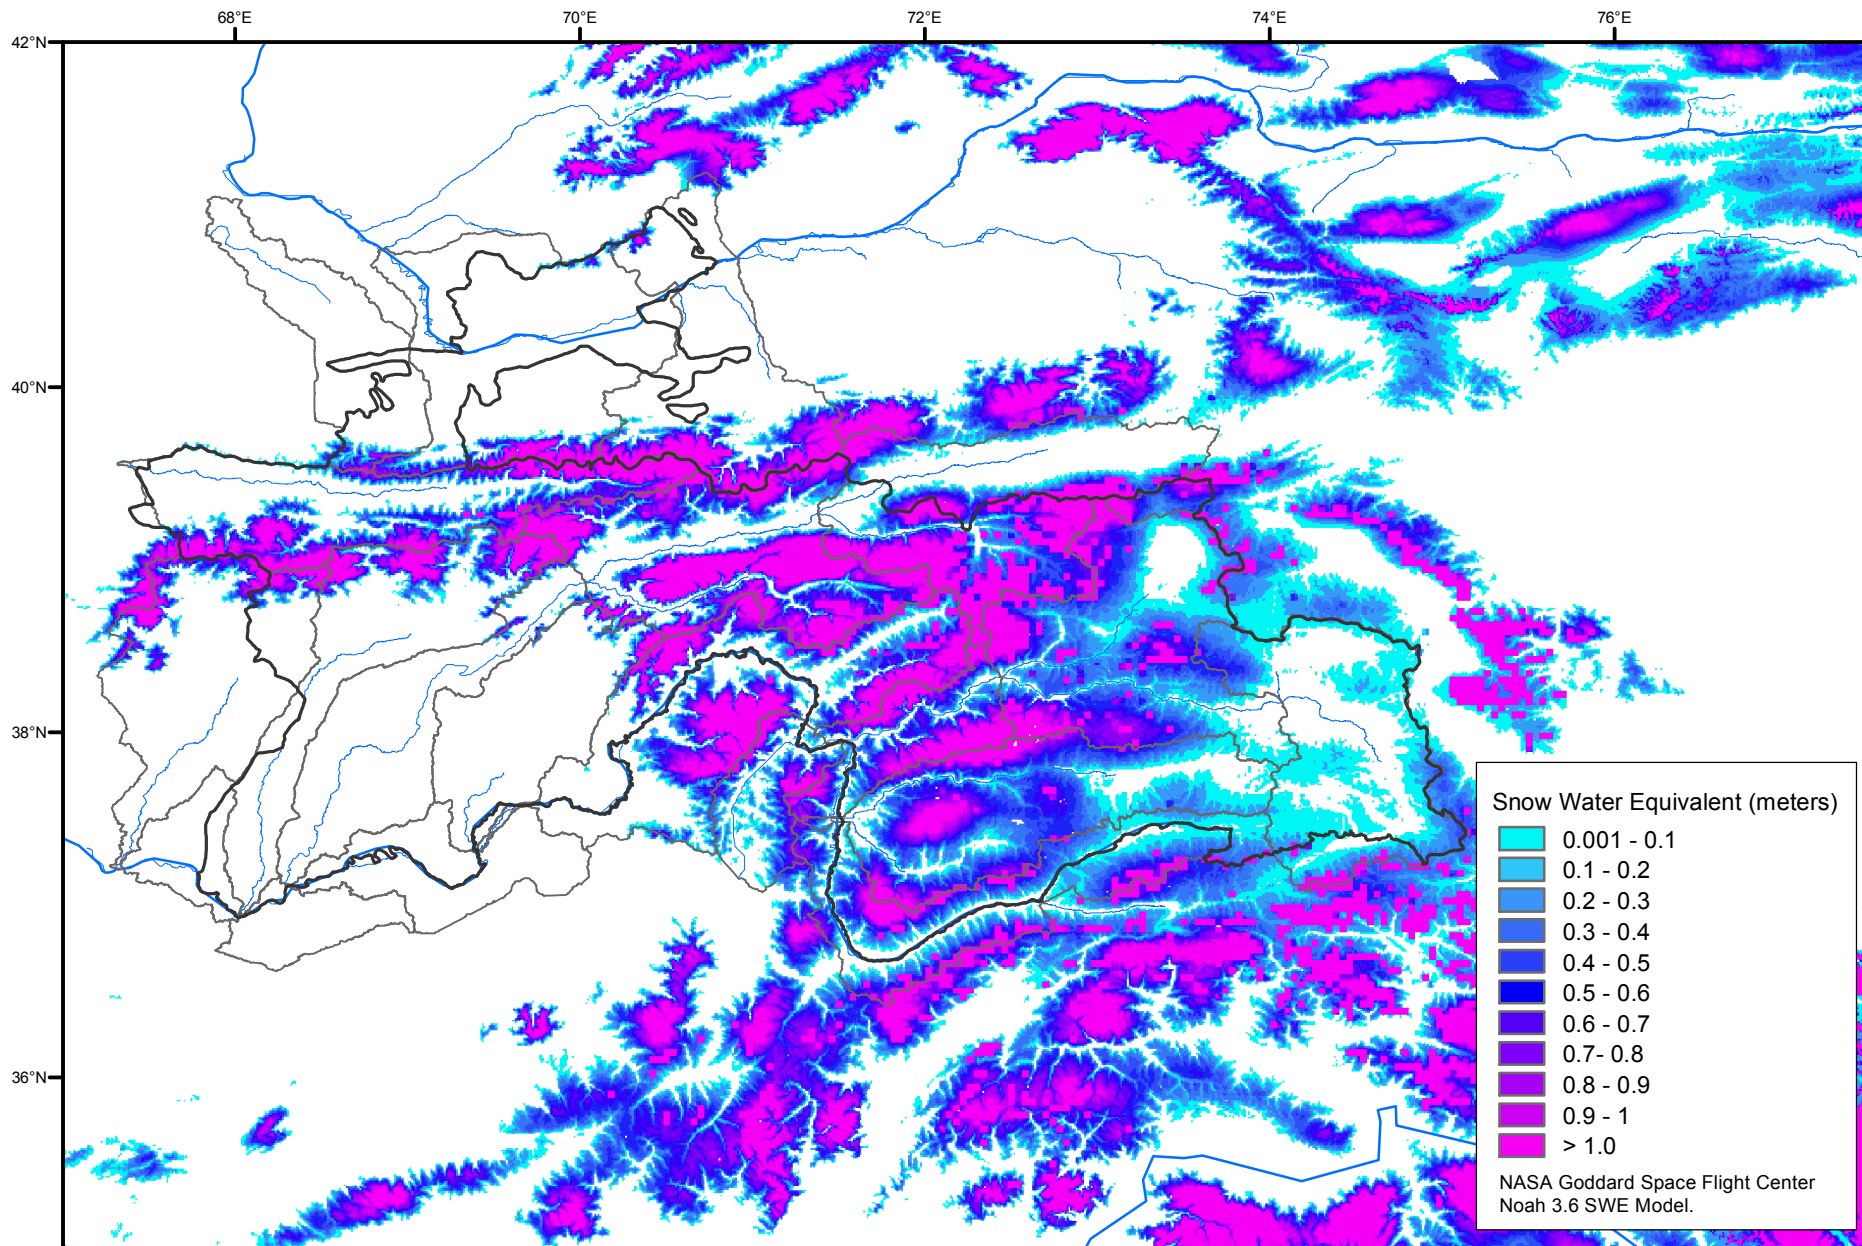 68°E 70°E 72°E 74°E 76°E
42°N
40°N
38°N
36°N
Snow Water Equivalent (meters)
0.001 - 0.1
0.1 - 0.2
0.2 - 0.3
0.3 - 0.4
0.4 - 0.5
0.5 - 0.6
0.6 - 0.7
0.7- 0.8
0.8 - 0.9
0.9 - 1
> 1.0
NASA Goddard Space Flight Center
Noah 3.6 SWE Model.